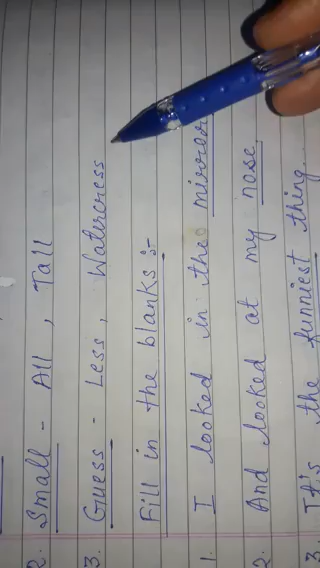 2. Small - All , Tall
3. Guess - Less , Watercress
Fill in the blanks :-
1. I looked in the mirror
2. And looked at my nose
3. It's the funniest thing.